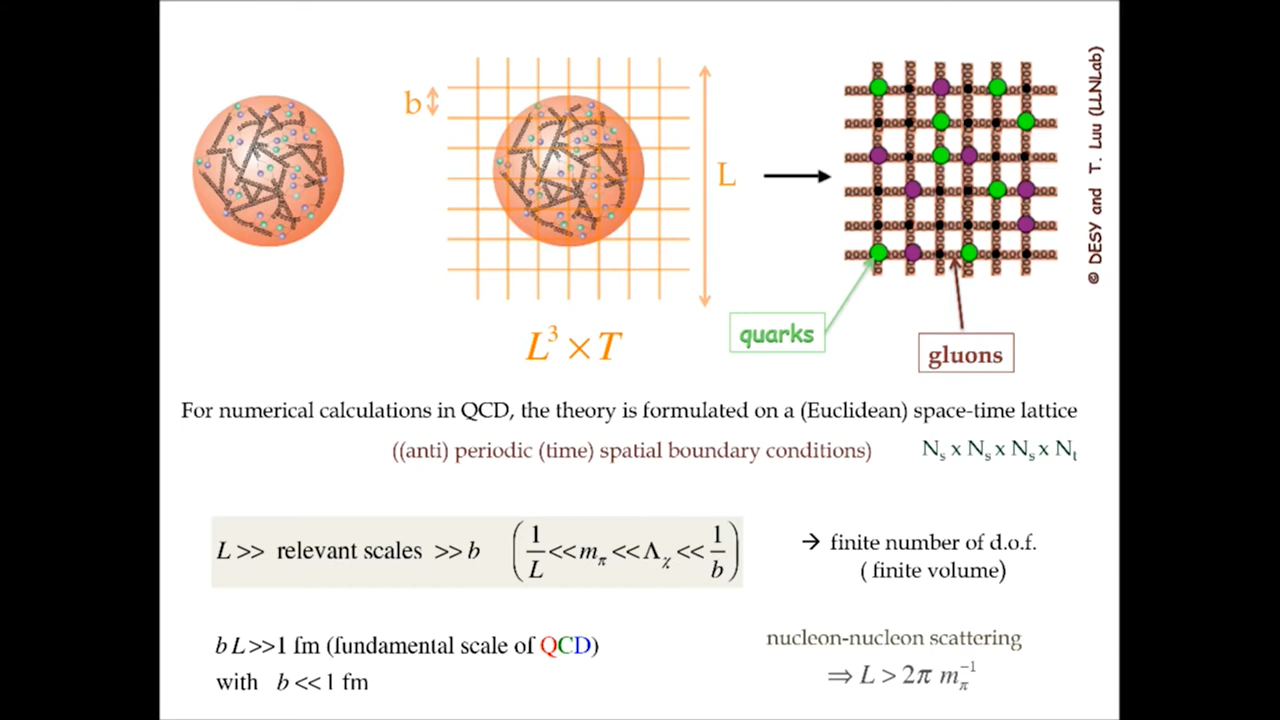 b
L
© DESY and T. Luu (LLNLab)
quarks
gluons
L³ × T
For numerical calculations in QCD, the theory is formulated on a (Euclidean) space-time lattice
((anti) periodic (time) spatial boundary conditions) Nₛ x Nₛ x Nₛ x Nₜ
L >> relevant scales >> b (1/L << m_π << Λ_χ << 1/b)
→ finite number of d.o.f.
( finite volume)
b L>>1 fm (fundamental scale of QCD)
with b << 1 fm
nucleon-nucleon scattering
⇒ L > 2π m_π⁻¹